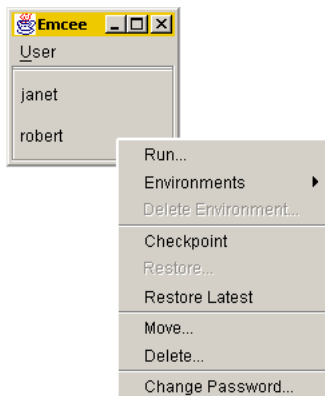 Emcee
User
janet
robert
Run...
Environments
Delete Environment...
Checkpoint
Restore...
Restore Latest
Move...
Delete...
Change Password...